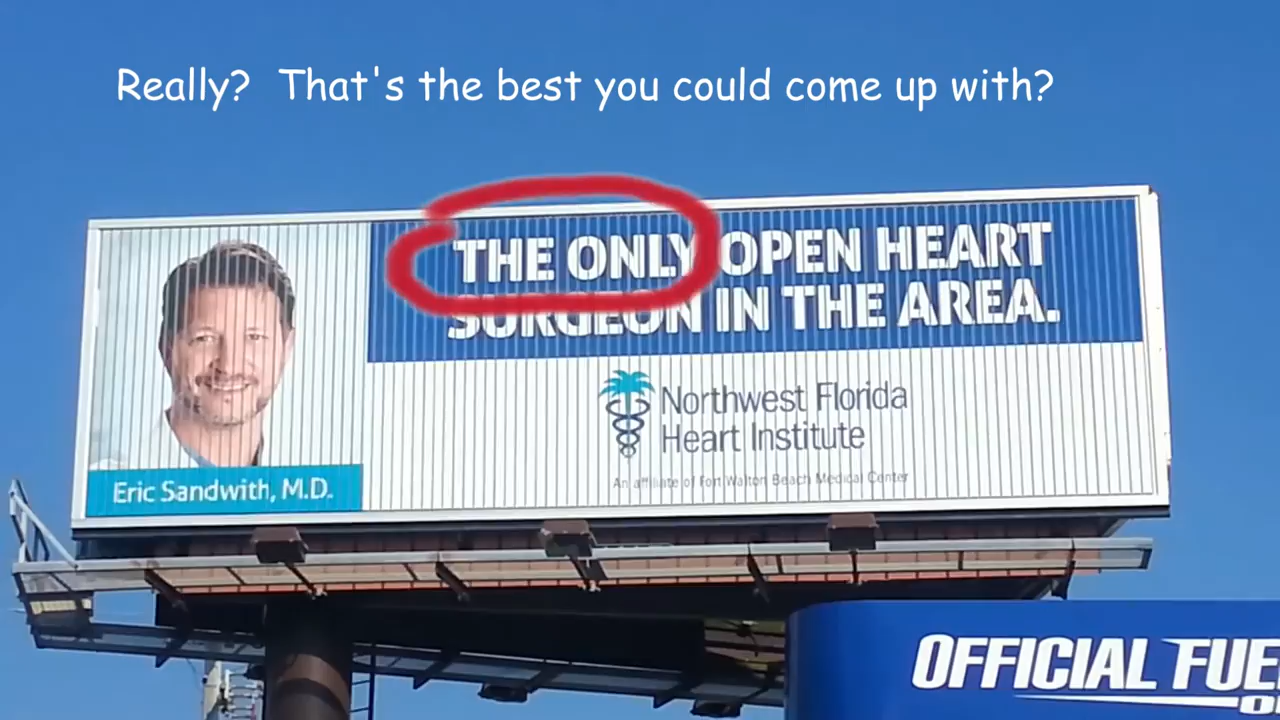 Really?  That's the best you could come up with?
THE ONLY OPEN HEART
SURGEON IN THE AREA.
Northwest Florida
Heart Institute
An affiliate of Fort Walton Beach Medical Center
Eric Sandwith, M.D.
OFFICIAL FUE